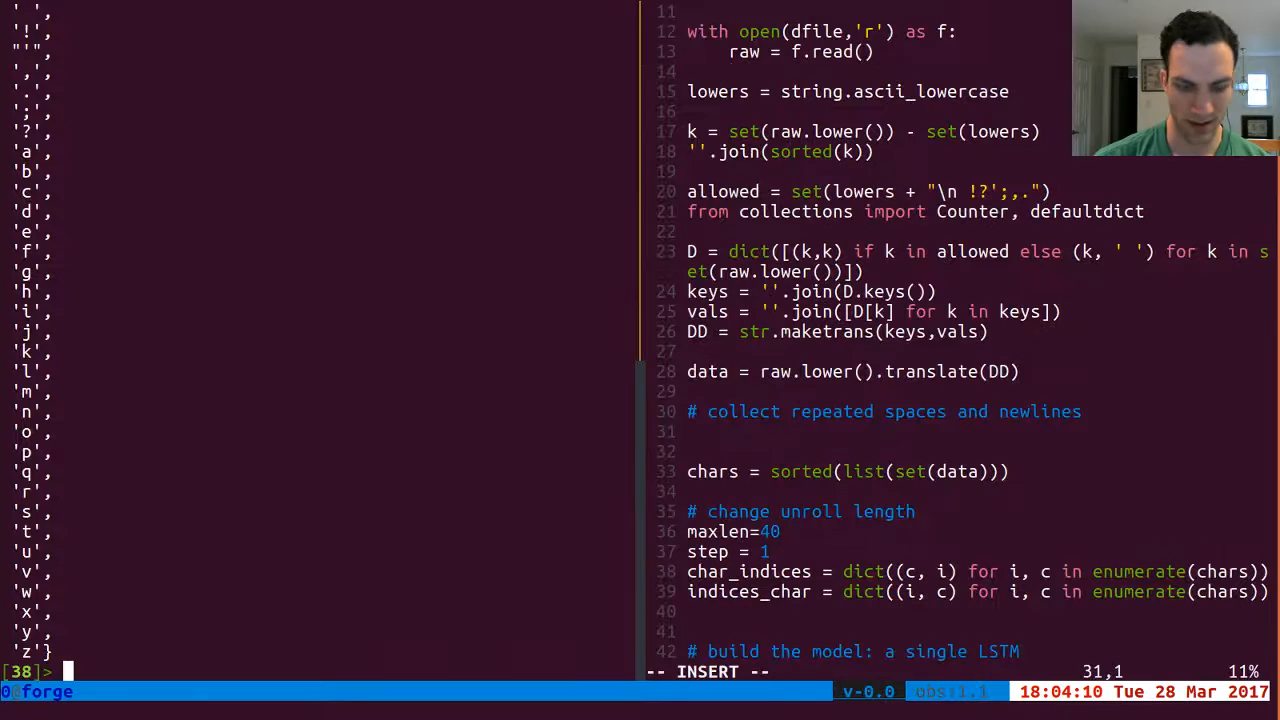 ' ',
'!',
"'",
',',
'.',
';',
'?',
'a',
'b',
'c',
'd',
'e',
'f',
'g',
'h',
'i',
'j',
'k',
'l',
'm',
'n',
'o',
'p',
'q',
'r',
's',
't',
'u',
'v',
'w',
'x',
'y',
'z'}
[38]>
11
12 with open(dfile,'r') as f:
13     raw = f.read()
14
15 lowers = string.ascii_lowercase
16
17 k = set(raw.lower()) - set(lowers)
18 ''.join(sorted(k))
19
20 allowed = set(lowers + "\n !?';,.")
21 from collections import Counter, defaultdict
22
23 D = dict([(k,k) if k in allowed else (k, ' ') for k in s
et(raw.lower())])
24 keys = ''.join(D.keys())
25 vals = ''.join([D[k] for k in keys])
26 DD = str.maketrans(keys,vals)
27
28 data = raw.lower().translate(DD)
29
30 # collect repeated spaces and newlines
31
32
33 chars = sorted(list(set(data)))
34
35 # change unroll length
36 maxlen=40
37 step = 1
38 char_indices = dict((c, i) for i, c in enumerate(chars))
39 indices_char = dict((i, c) for i, c in enumerate(chars))
40
41
42 # build the model: a single LSTM
-- INSERT -- 31,1 11%
0@forge v-0.0 obs:1.1 18:04:10 Tue 28 Mar 2017